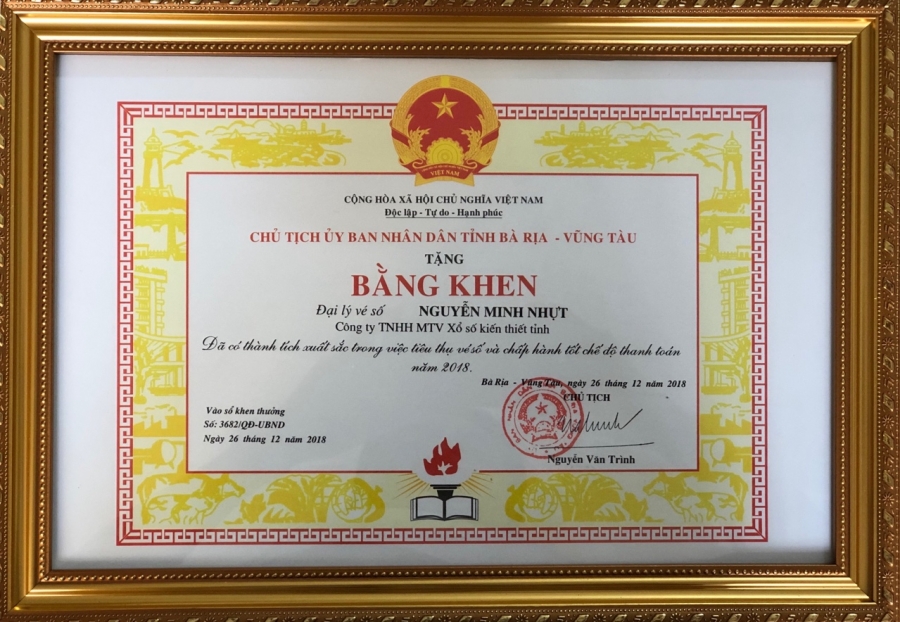 VIỆT NAM
CỘNG HÒA XÃ HỘI CHỦ NGHĨA VIỆT NAM
Độc lập - Tự do - Hạnh phúc
CHỦ TỊCH ỦY BAN NHÂN DÂN TỈNH BÀ RỊA - VŨNG TÀU
TẶNG
BẰNG KHEN
Đại lý vé số NGUYỄN MINH NHỰT
Công ty TNHH MTV Xổ số kiến thiết tỉnh
Đã có thành tích xuất sắc trong việc tiêu thụ vé số và chấp hành tốt chế độ thanh toán
năm 2018.
Bà Rịa - Vũng Tàu, ngày 26 tháng 12 năm 2018
CHỦ TỊCH
Vào sổ khen thưởng
Số: 3682/QĐ-UBND
Ngày 26 tháng 12 năm 2018
Nguyễn Văn Trình